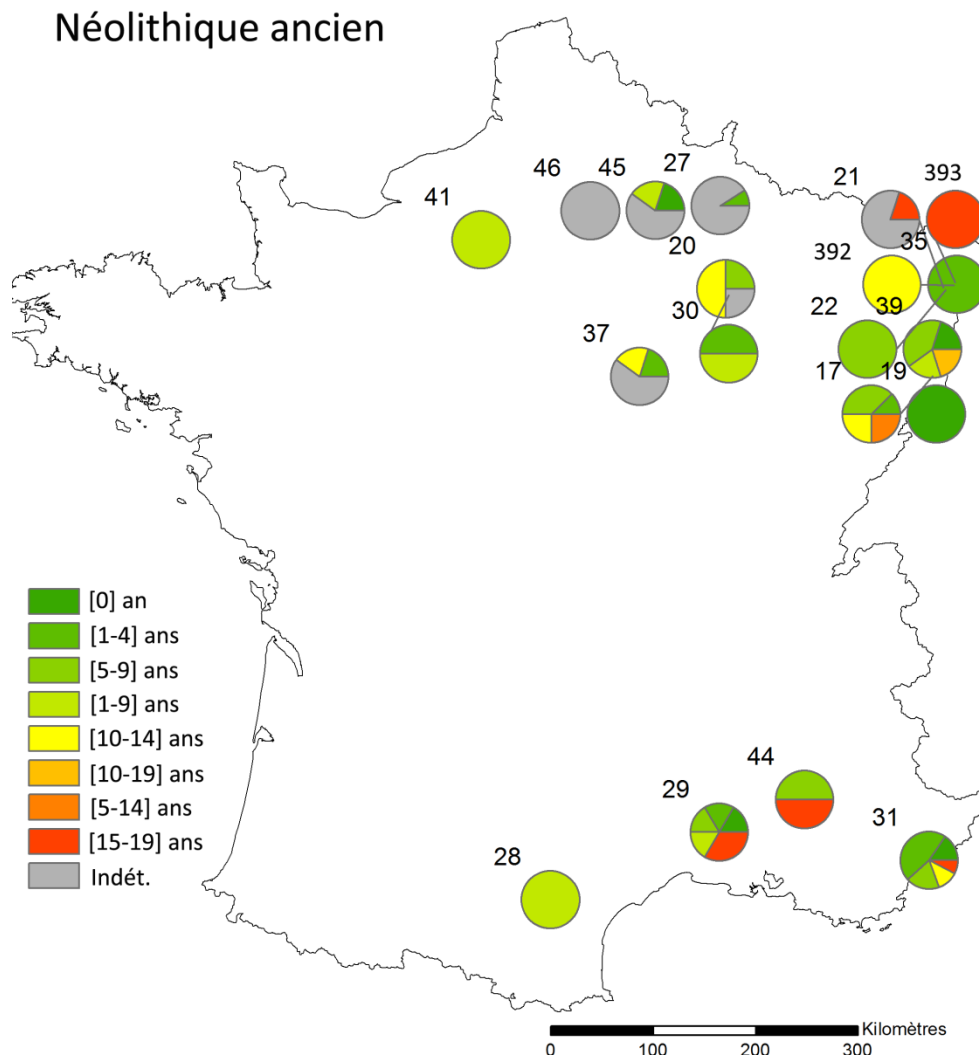 Néolithique ancien
41
46
45
27
21
393
20
392
35
30
22
39
37
17
19
[0] an
[1-4] ans
[5-9] ans
[1-9] ans
[10-14] ans
[10-19] ans
[5-14] ans
[15-19] ans
Indét.
44
29
31
28
Kilomètres
0 100 200 300